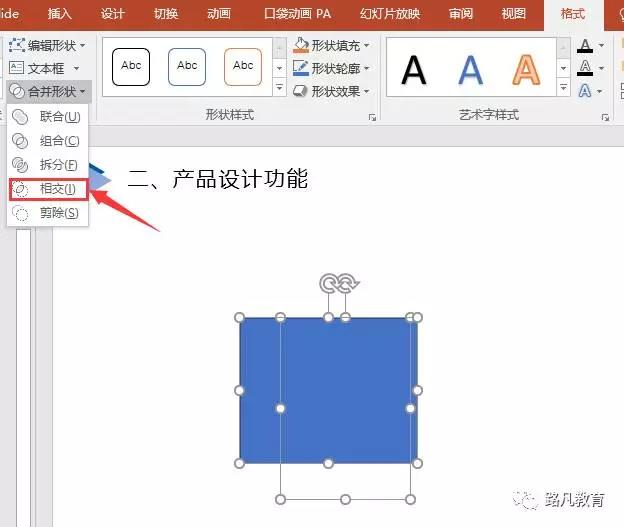 lide 插入 设计 切换 动画 口袋动画 PA 幻灯片放映 审阅 视图 格式
编辑形状
文本框
合并形状
Abc Abc Abc
形状填充
形状轮廓
形状效果
A A A
A
A
A
形状样式 艺术字样式
联合(U)
组合(C)
拆分(F)
相交(I)
剪除(S)
二、产品设计功能
路凡教育